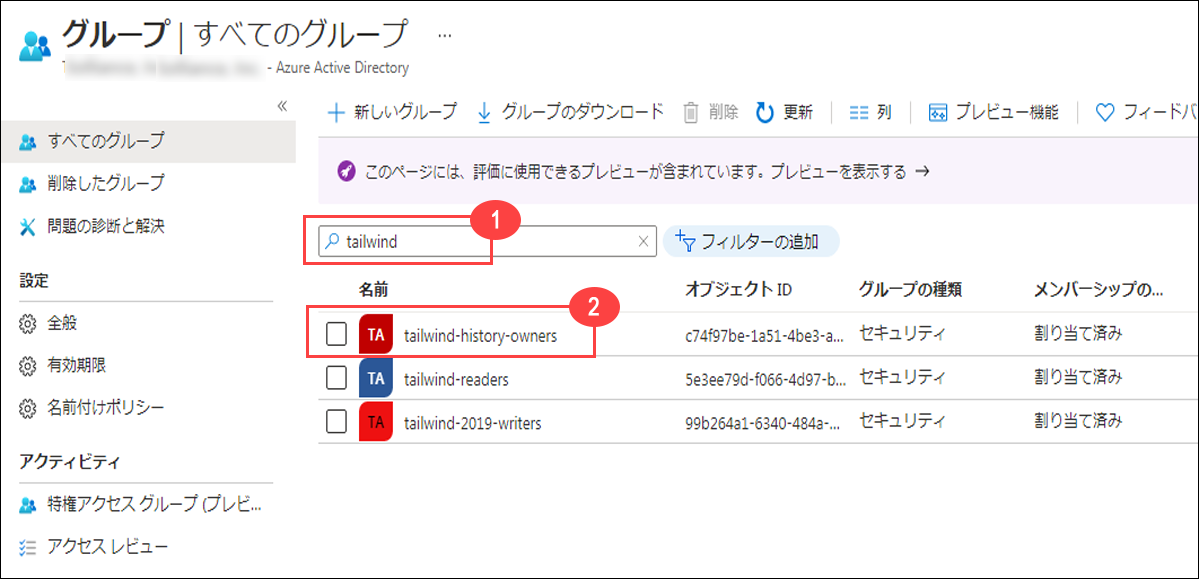 グループ | すべてのグループ ...
- Azure Active Directory
«
すべてのグループ
削除したグループ
問題の診断と解決
設定
全般
有効期限
名前付けポリシー
アクティビティ
特権アクセス グループ (プレビ...
アクセス レビュー
新しいグループ グループのダウンロード 削除 更新 列 プレビュー機能 フィードバ
このページには、評価に使用できるプレビューが含まれています。プレビューを表示する →
1
tailwind フィルターの追加
名前 オブジェクト ID グループの種類 メンバーシップの...
2
TA tailwind-history-owners c74f97be-1a51-4be3-a... セキュリティ 割り当て済み
TA tailwind-readers 5e3ee79d-f066-4d97-b... セキュリティ 割り当て済み
TA tailwind-2019-writers 99b264a1-6340-484a-... セキュリティ 割り当て済み